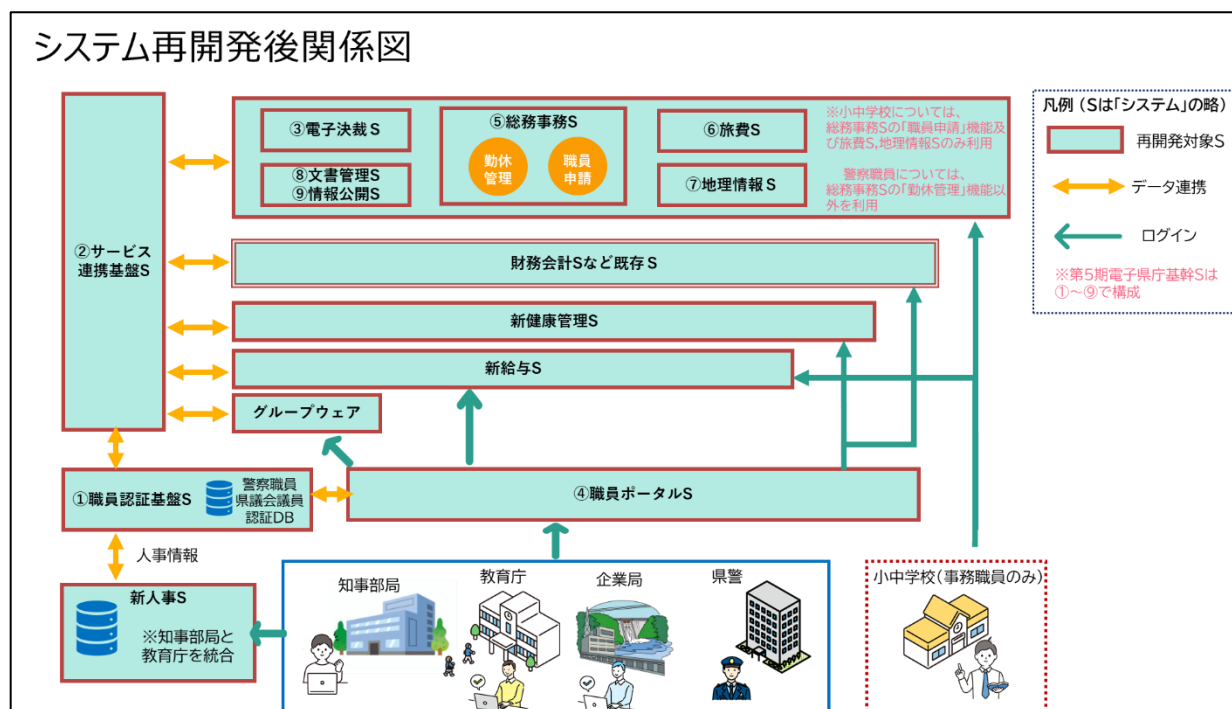 システム再開発後関係図
②サービス
連携基盤S
③電子決裁 S
⑧文書管理S
⑨情報公開S
⑤総務事務S
勤休
管理
職員
申請
⑥旅費S
⑦地理情報 S
※小中学校については、
総務事務Sの「職員申請」機能及
び旅費S,地理情報Sのみ利用
警察職員については、
総務事務Sの「勤休管理」機能以
外を利用
凡例 (Sは「システム」の略)
再開発対象S
データ連携
ログイン
※第5期電子県庁基幹Sは
①～⑨で構成
財務会計Sなど既存 S
新健康管理S
新給与S
グループウェア
①職員認証基盤S
警察職員
県議会議員
認証DB
④職員ポータルS
人事情報
新人事S
※知事部局と
教育庁を統合
知事部局
教育庁
企業局
県警
小中学校(事務職員のみ)